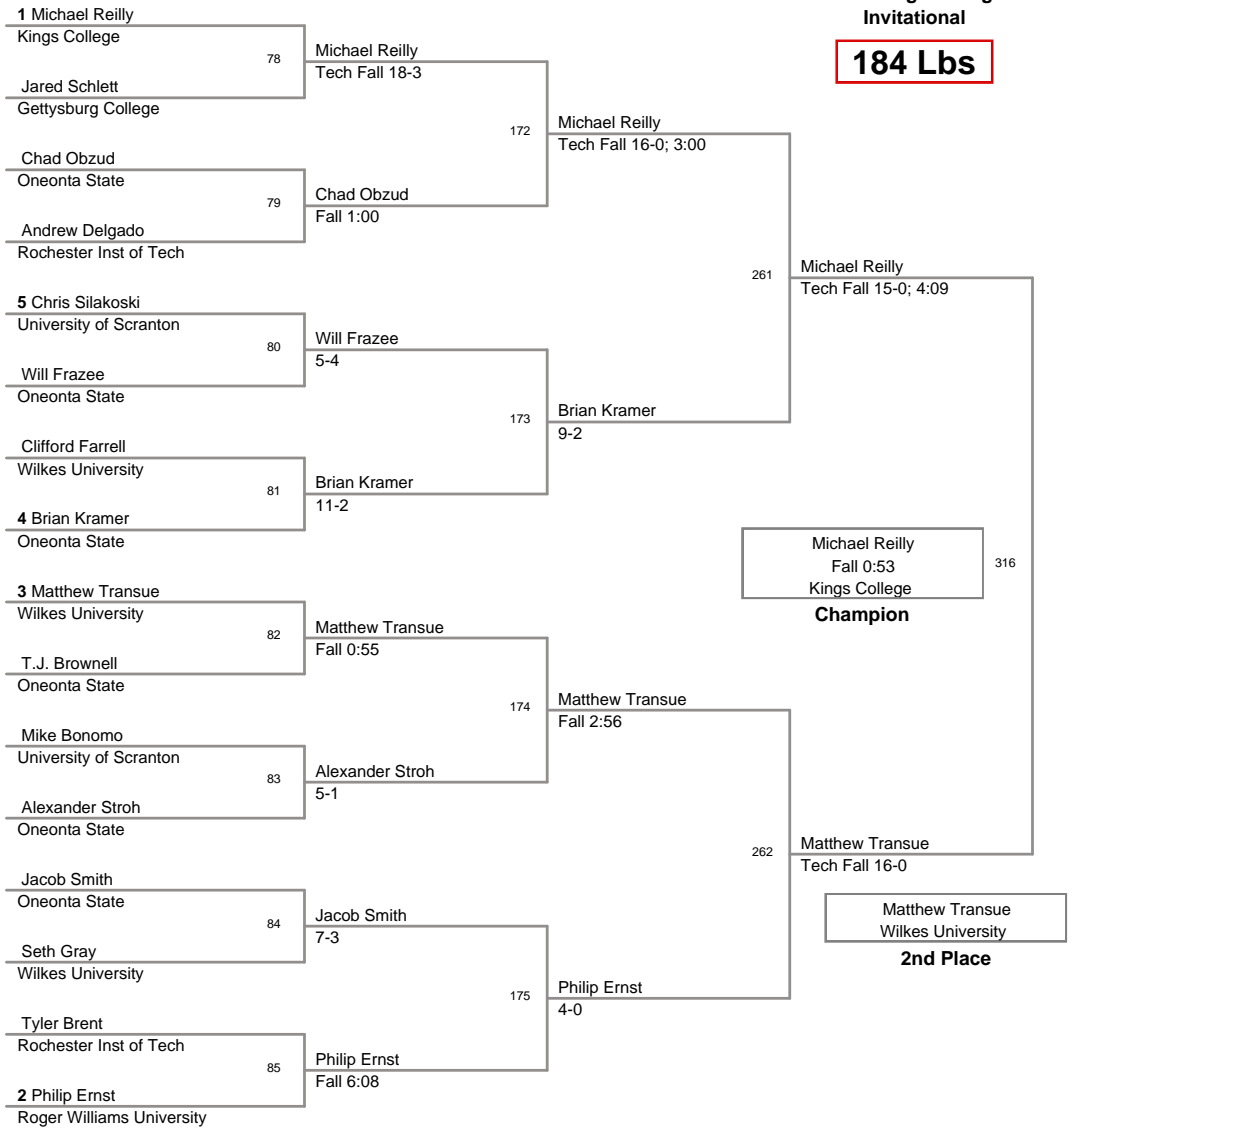 Invitational
184 Lbs
1 Michael Reilly
Kings College
78
Jared Schlett
Gettysburg College
Michael Reilly
Tech Fall 18-3
Chad Obzud
Oneonta State
79
Andrew Delgado
Rochester Inst of Tech
Chad Obzud
Fall 1:00
172
Michael Reilly
Tech Fall 16-0; 3:00
5 Chris Silakoski
University of Scranton
80
Will Frazee
Oneonta State
Will Frazee
5-4
Clifford Farrell
Wilkes University
81
4 Brian Kramer
Oneonta State
Brian Kramer
11-2
173
Brian Kramer
9-2
261
Michael Reilly
Tech Fall 15-0; 4:09
3 Matthew Transue
Wilkes University
82
T.J. Brownell
Oneonta State
Matthew Transue
Fall 0:55
Mike Bonomo
University of Scranton
83
Alexander Stroh
Oneonta State
Alexander Stroh
5-1
174
Matthew Transue
Fall 2:56
Jacob Smith
Oneonta State
84
Seth Gray
Wilkes University
Jacob Smith
7-3
Tyler Brent
Rochester Inst of Tech
85
2 Philip Ernst
Roger Williams University
Philip Ernst
Fall 6:08
175
Philip Ernst
4-0
262
Matthew Transue
Tech Fall 16-0
316
Michael Reilly
Fall 0:53
Kings College
Champion
Matthew Transue
Wilkes University
2nd Place